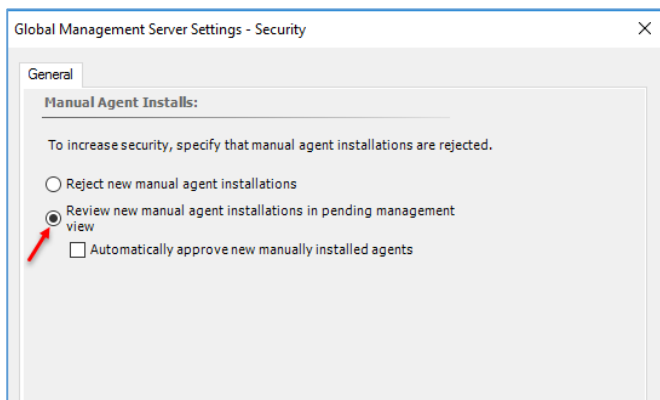 Global Management Server Settings - Security
General
Manual Agent Installs:
To increase security, specify that manual agent installations are rejected.
Reject new manual agent installations
Review new manual agent installations in pending management
view
Automatically approve new manually installed agents